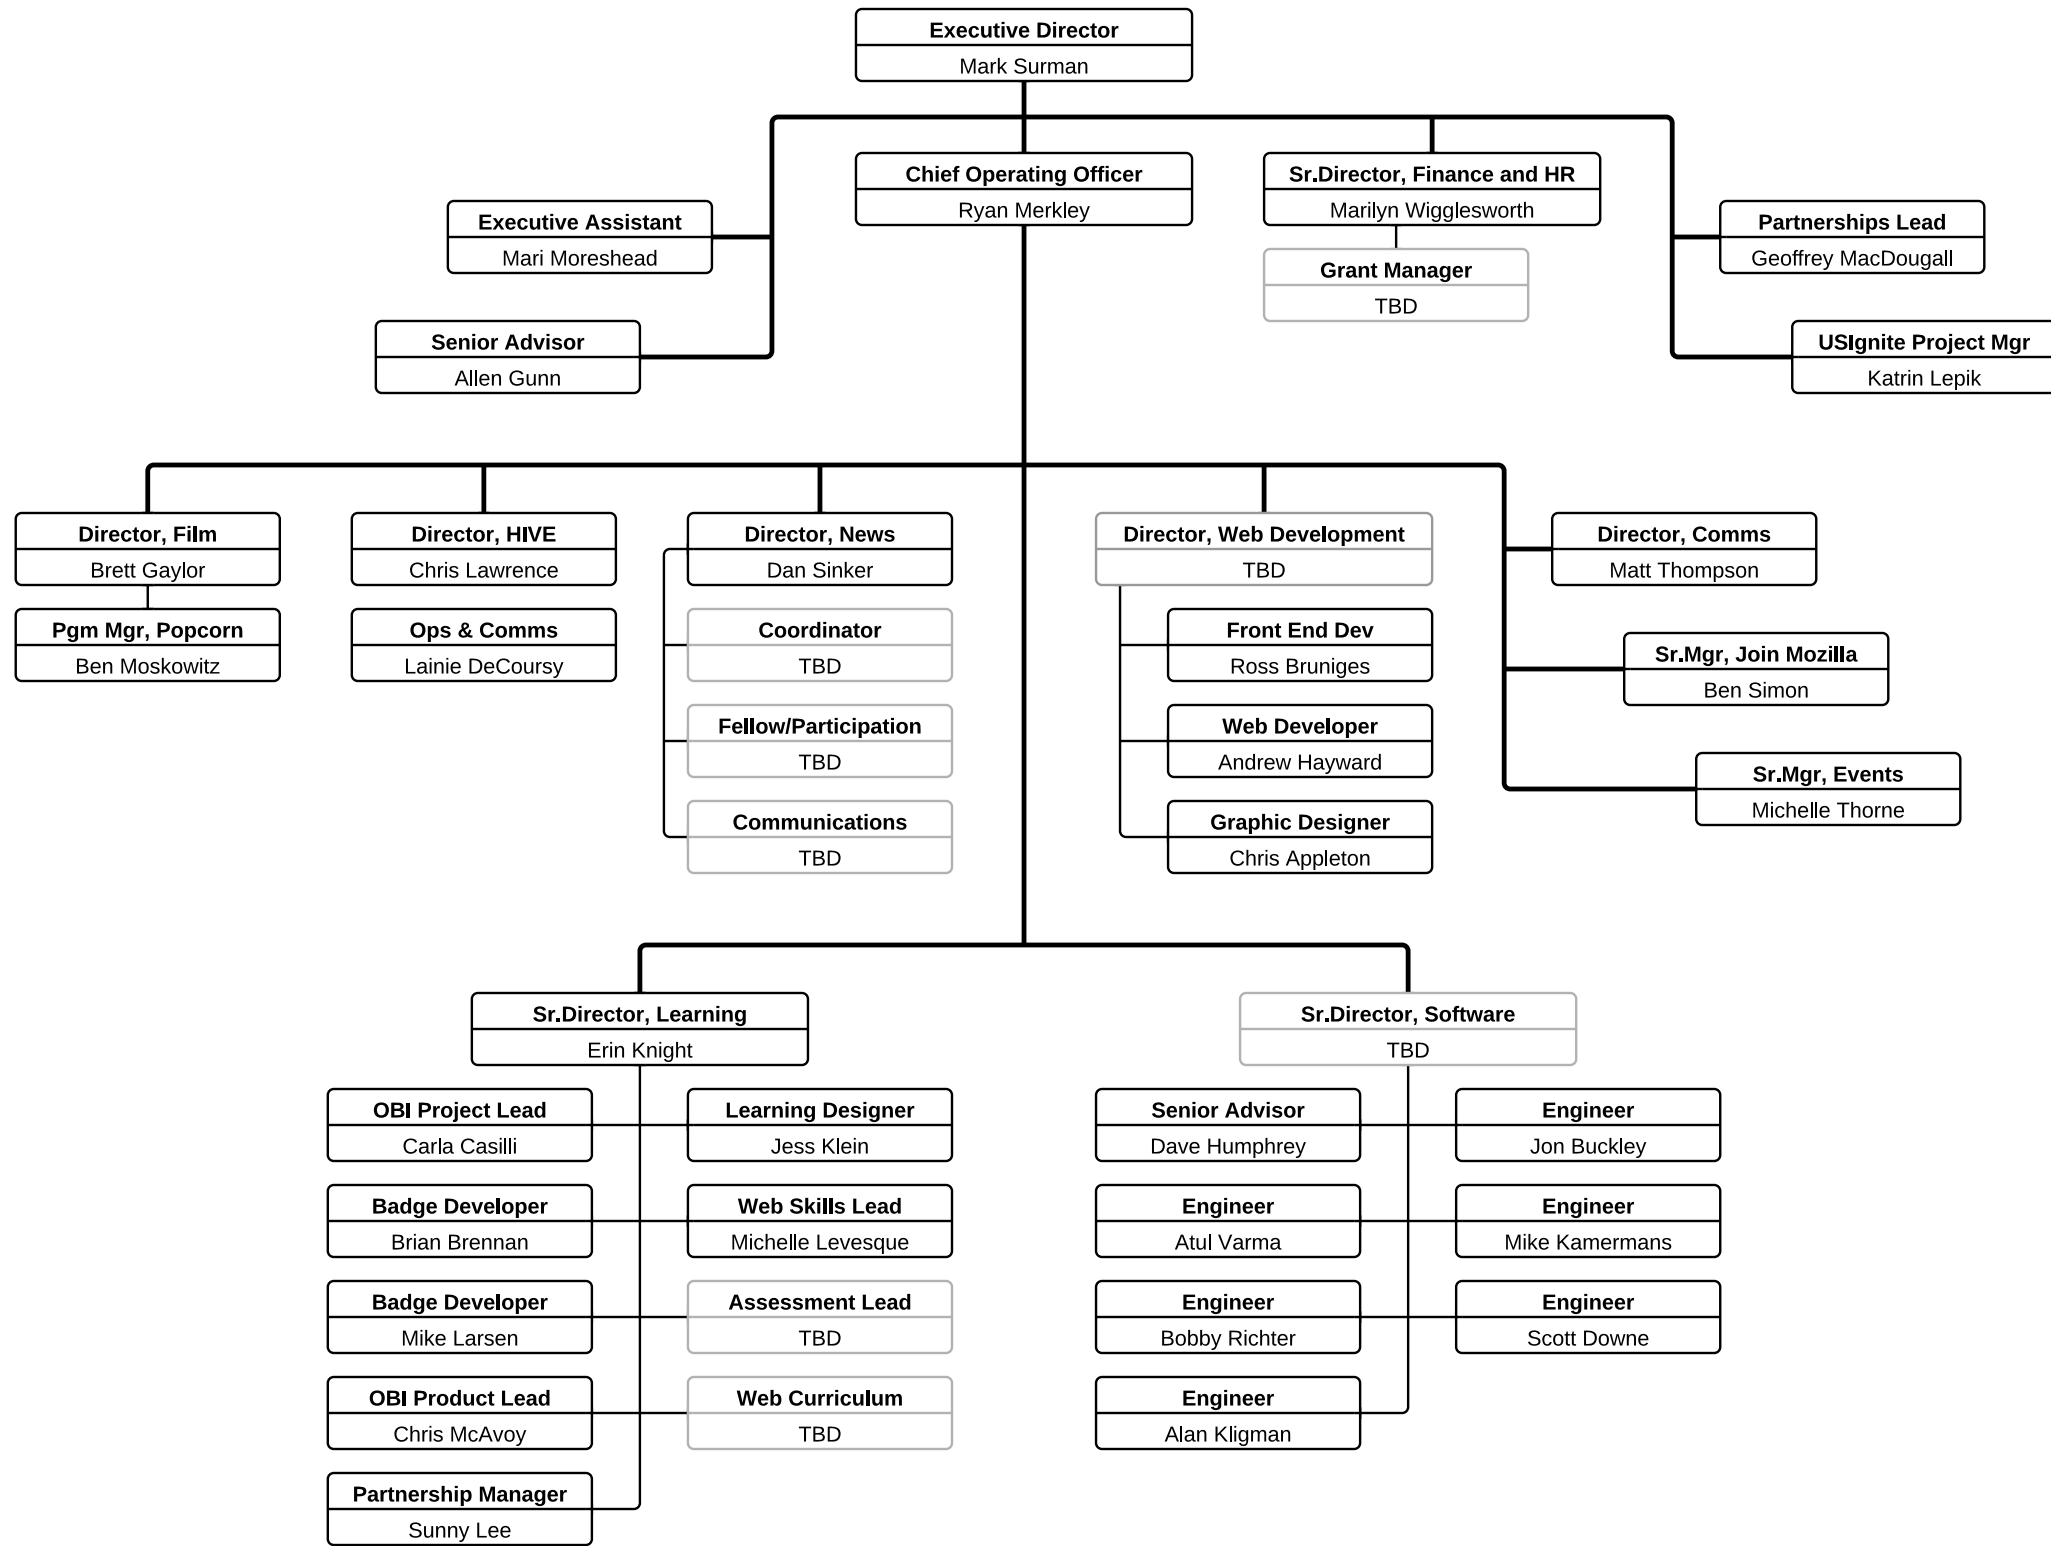 Executive Director
Mark Surman
Chief Operating Officer
Ryan Merkley
Sr.Director, Finance and HR
Marilyn Wigglesworth
Executive Assistant
Mari Moreshead
Partnerships Lead
Geoffrey MacDougall
Grant Manager
TBD
Senior Advisor
Allen Gunn
USIgnite Project Mgr
Katrin Lepik
Director, Film
Brett Gaylor
Director, HIVE
Chris Lawrence
Director, News
Dan Sinker
Director, Web Development
TBD
Director, Comms
Matt Thompson
Pgm Mgr, Popcorn
Ben Moskowitz
Ops & Comms
Lainie DeCoursy
Coordinator
TBD
Front End Dev
Ross Bruniges
Sr.Mgr, Join Mozilla
Ben Simon
Fellow/Participation
TBD
Web Developer
Andrew Hayward
Sr.Mgr, Events
Michelle Thorne
Communications
TBD
Graphic Designer
Chris Appleton
Sr.Director, Learning
Erin Knight
Sr.Director, Software
TBD
OBI Project Lead
Carla Casilli
Learning Designer
Jess Klein
Senior Advisor
Dave Humphrey
Engineer
Jon Buckley
Badge Developer
Brian Brennan
Web Skills Lead
Michelle Levesque
Engineer
Atul Varma
Engineer
Mike Kamermans
Badge Developer
Mike Larsen
Assessment Lead
TBD
Engineer
Bobby Richter
Engineer
Scott Downe
OBI Product Lead
Chris McAvoy
Web Curriculum
TBD
Engineer
Alan Kligman
Partnership Manager
Sunny Lee